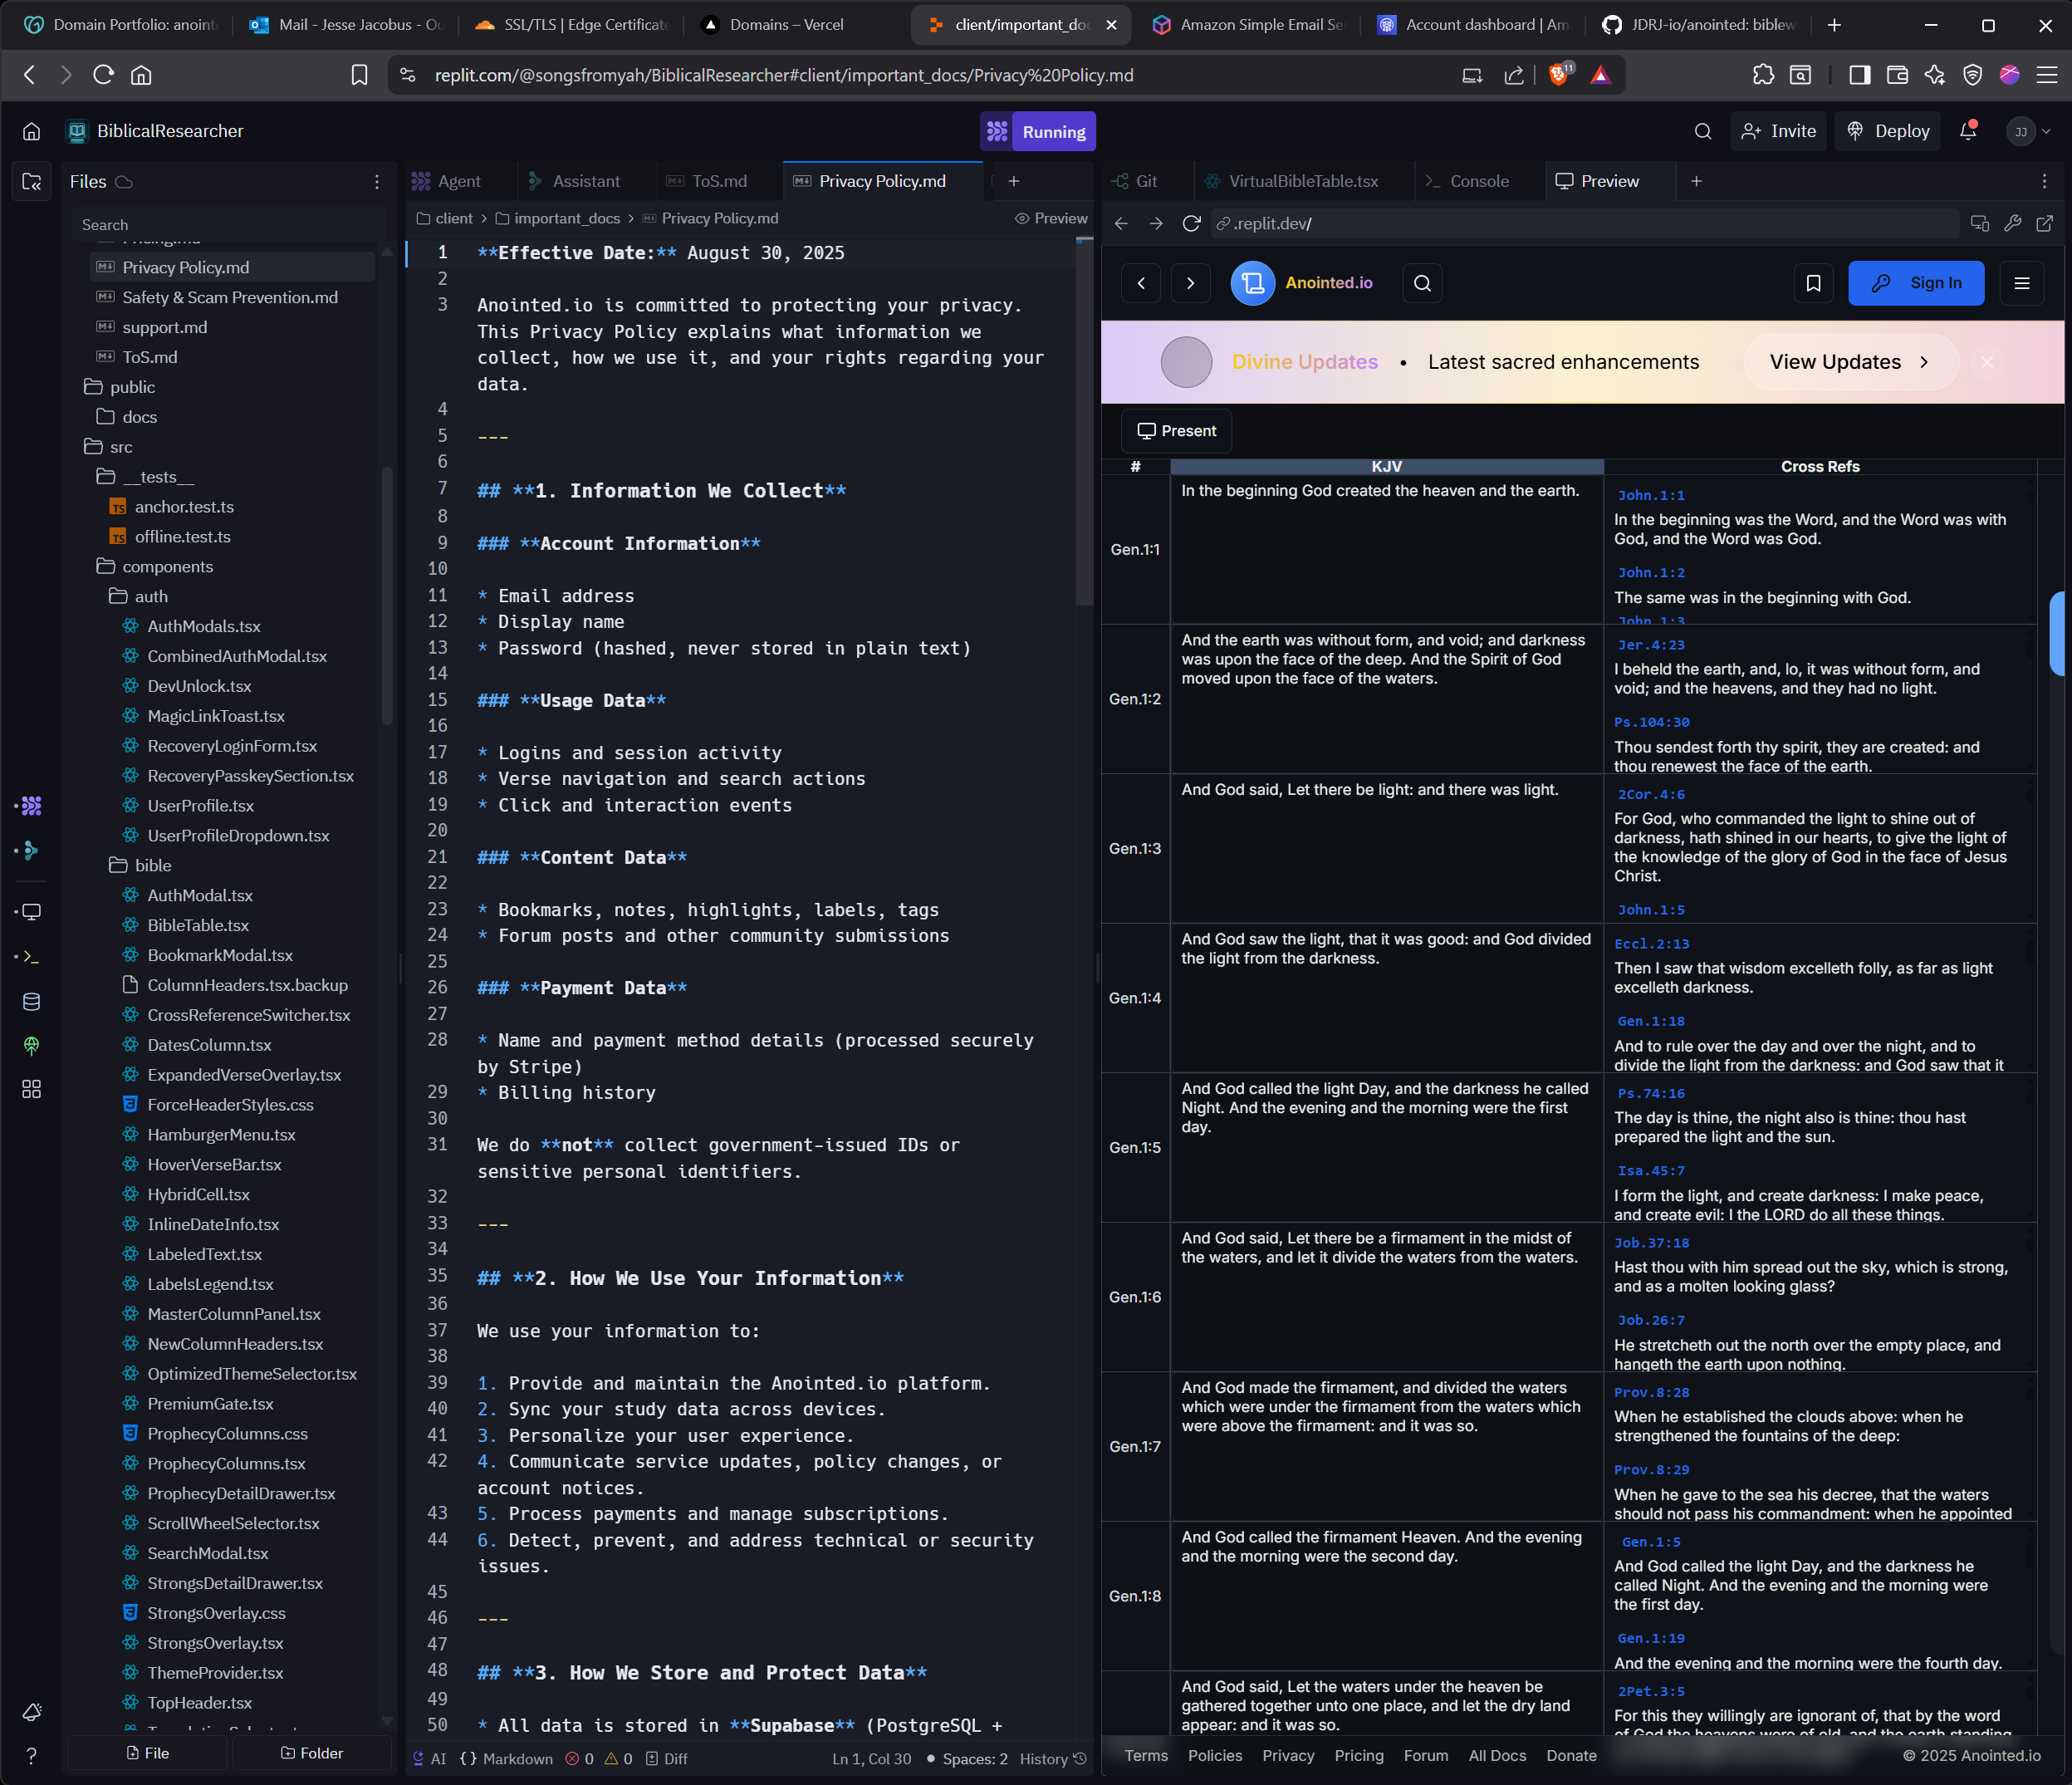 Domain Portfolio: anoint
Mail - Jesse Jacobus - Ou
SSL/TLS | Edge Certificate
Domains – Vercel
client/important_do
Amazon Simple Email Se
Account dashboard | Am
JDRJ-io/anointed: biblew
replit.com/@songsfromyah/BiblicalResearcher#client/important_docs/Privacy%20Policy.md
11
BiblicalResearcher
Running
Invite
Deploy
JJ
Files
Search
Pricing.md
Privacy Policy.md
Safety & Scam Prevention.md
support.md
ToS.md
public
docs
src
__tests__
anchor.test.ts
offline.test.ts
components
auth
AuthModals.tsx
CombinedAuthModal.tsx
DevUnlock.tsx
MagicLinkToast.tsx
RecoveryLoginForm.tsx
RecoveryPasskeySection.tsx
UserProfile.tsx
UserProfileDropdown.tsx
bible
AuthModal.tsx
BibleTable.tsx
BookmarkModal.tsx
ColumnHeaders.tsx.backup
CrossReferenceSwitcher.tsx
DatesColumn.tsx
ExpandedVerseOverlay.tsx
ForceHeaderStyles.css
HamburgerMenu.tsx
HoverVerseBar.tsx
HybridCell.tsx
InlineDateInfo.tsx
LabeledText.tsx
LabelsLegend.tsx
MasterColumnPanel.tsx
NewColumnHeaders.tsx
OptimizedThemeSelector.tsx
PremiumGate.tsx
ProphecyColumns.css
ProphecyColumns.tsx
ProphecyDetailDrawer.tsx
ScrollWheelSelector.tsx
SearchModal.tsx
StrongsDetailDrawer.tsx
StrongsOverlay.css
StrongsOverlay.tsx
ThemeProvider.tsx
TopHeader.tsx
File
Folder
Agent
Assistant
ToS.md
Privacy Policy.md
client > important_docs > Privacy Policy.md
Preview
1 **Effective Date:** August 30, 2025
2
3 Anointed.io is committed to protecting your privacy.
This Privacy Policy explains what information we
collect, how we use it, and your rights regarding your
data.
4
5 ---
6
7 ## **1. Information We Collect**
8
9 ### **Account Information**
10
11 * Email address
12 * Display name
13 * Password (hashed, never stored in plain text)
14
15 ### **Usage Data**
16
17 * Logins and session activity
18 * Verse navigation and search actions
19 * Click and interaction events
20
21 ### **Content Data**
22
23 * Bookmarks, notes, highlights, labels, tags
24 * Forum posts and other community submissions
25
26 ### **Payment Data**
27
28 * Name and payment method details (processed securely
by Stripe)
29 * Billing history
30
31 We do **not** collect government-issued IDs or
sensitive personal identifiers.
32
33 ---
34
35 ## **2. How We Use Your Information**
36
37 We use your information to:
38
39 1. Provide and maintain the Anointed.io platform.
40 2. Sync your study data across devices.
41 3. Personalize your user experience.
42 4. Communicate service updates, policy changes, or
account notices.
43 5. Process payments and manage subscriptions.
44 6. Detect, prevent, and address technical or security
issues.
45
46 ---
47
48 ## **3. How We Store and Protect Data**
49
50 * All data is stored in **Supabase** (PostgreSQL +
AI {} Markdown 0 0 Diff
Ln 1, Col 30 • Spaces: 2 History
Git
VirtualBibleTable.tsx
Console
Preview
.replit.dev/
Anointed.io
Sign In
Divine Updates • Latest sacred enhancements
View Updates
Present
# KJV Cross Refs
Gen.1:1
In the beginning God created the heaven and the earth.
John.1:1
In the beginning was the Word, and the Word was with
God, and the Word was God.
John.1:2
The same was in the beginning with God.
John.1:3
Gen.1:2
And the earth was without form, and void; and darkness
was upon the face of the deep. And the Spirit of God
moved upon the face of the waters.
Jer.4:23
I beheld the earth, and, lo, it was without form, and
void; and the heavens, and they had no light.
Ps.104:30
Thou sendest forth thy spirit, they are created: and
thou renewest the face of the earth.
Gen.1:3
And God said, Let there be light: and there was light.
2Cor.4:6
For God, who commanded the light to shine out of
darkness, hath shined in our hearts, to give the light of
the knowledge of the glory of God in the face of Jesus
Christ.
John.1:5
Gen.1:4
And God saw the light, that it was good: and God divided
the light from the darkness.
Eccl.2:13
Then I saw that wisdom excelleth folly, as far as light
excelleth darkness.
Gen.1:18
And to rule over the day and over the night, and to
divide the light from the darkness: and God saw that it
Gen.1:5
And God called the light Day, and the darkness he called
Night. And the evening and the morning were the first
day.
Ps.74:16
The day is thine, the night also is thine: thou hast
prepared the light and the sun.
Isa.45:7
I form the light, and create darkness: I make peace,
and create evil: I the LORD do all these things.
Gen.1:6
And God said, Let there be a firmament in the midst of
the waters, and let it divide the waters from the waters.
Job.37:18
Hast thou with him spread out the sky, which is strong,
and as a molten looking glass?
Job.26:7
He stretcheth out the north over the empty place, and
hangeth the earth upon nothing.
Gen.1:7
And God made the firmament, and divided the waters
which were under the firmament from the waters which
were above the firmament: and it was so.
Prov.8:28
When he established the clouds above: when he
strengthened the fountains of the deep:
Prov.8:29
When he gave to the sea his decree, that the waters
should not pass his commandment: when he appointed
Gen.1:8
And God called the firmament Heaven. And the evening
and the morning were the second day.
Gen.1:5
And God called the light Day, and the darkness he
called Night. And the evening and the morning were
the first day.
Gen.1:19
And the evening and the morning were the fourth day.
And God said, Let the waters under the heaven be
gathered together unto one place, and let the dry land
appear: and it was so.
2Pet.3:5
For this they willingly are ignorant of, that by the word
of God the heavens were of old, and the earth standing
Terms Policies Privacy Pricing Forum All Docs Donate
© 2025 Anointed.io